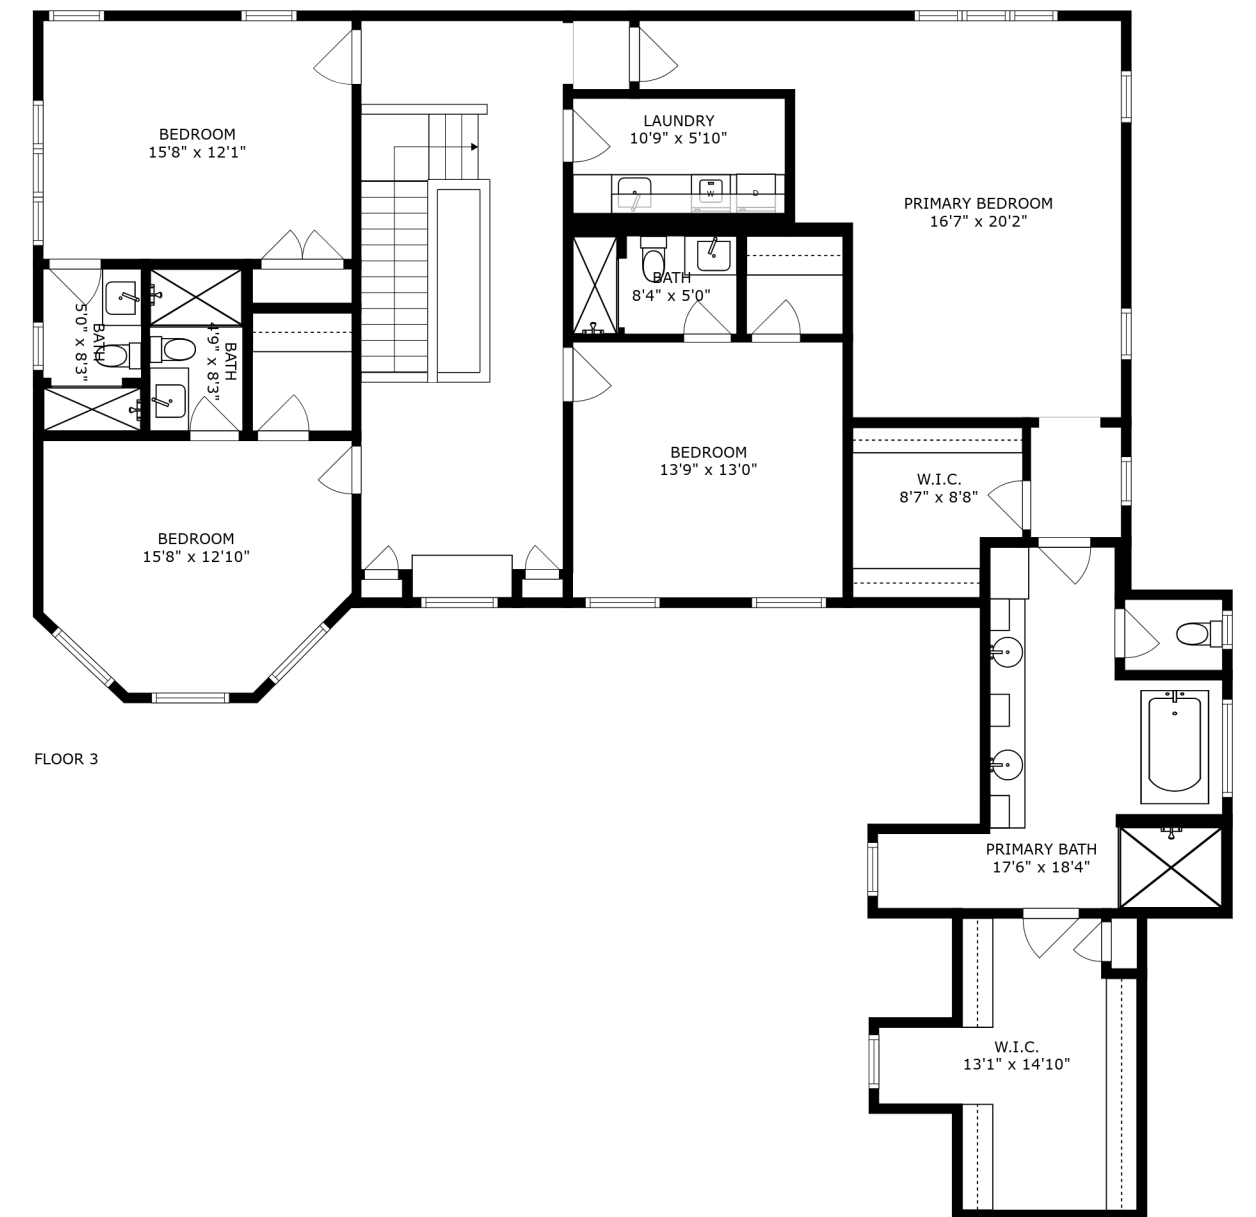 BEDROOM
15'8" x 12'1"
LAUNDRY
10'9" x 5'10"
W
D
PRIMARY BEDROOM
16'7" x 20'2"
BATH
8'4" x 5'0"
BATH
5'0" x 8'3"
BATH
4'9" x 8'3"
BEDROOM
13'9" x 13'0"
W.I.C.
8'7" x 8'8"
BEDROOM
15'8" x 12'10"
FLOOR 3
PRIMARY BATH
17'6" x 18'4"
W.I.C.
13'1" x 14'10"